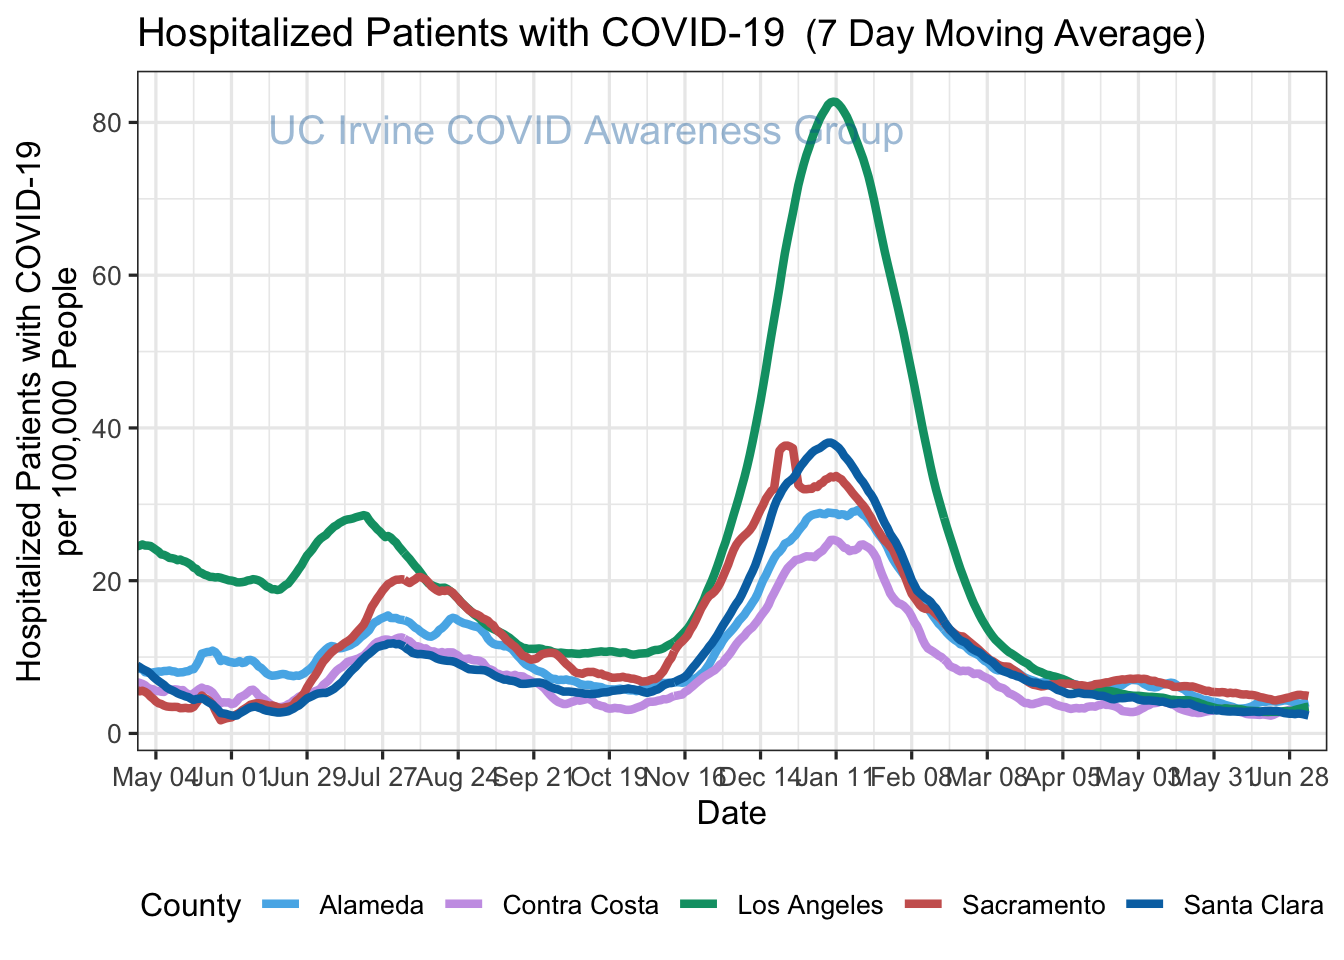 Hospitalized Patients with COVID-19 (7 Day Moving Average)
UC Irvine COVID Awareness Group
Hospitalized Patients with COVID-19
per 100,000 People
80
60
40
20
0
May 04 Jun 01 Jun 29 Jul 27 Aug 24 Sep 21 Oct 19 Nov 16 Dec 14 Jan 11 Feb 08 Mar 08 Apr 05 May 03 May 31 Jun 28
Date
County Alameda Contra Costa Los Angeles Sacramento Santa Clara